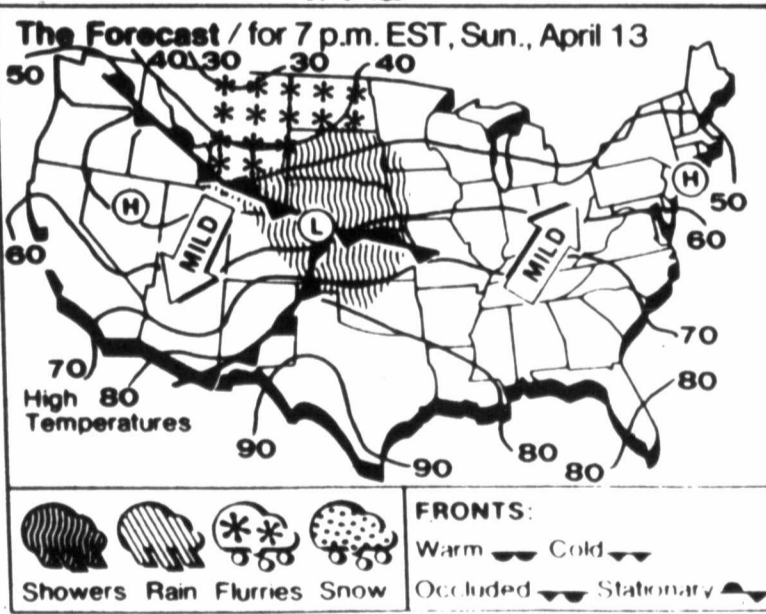 The Forecast / for 7 p.m. EST, Sun., April 13
50 40 30 30 40
H
H
50
L
MILD
MILD
60
60
70
70
80
High 80
Temperatures
90
90
80
80
FRONTS:
Warm Cold
Showers Rain Flurries Snow
Occluded Stationary